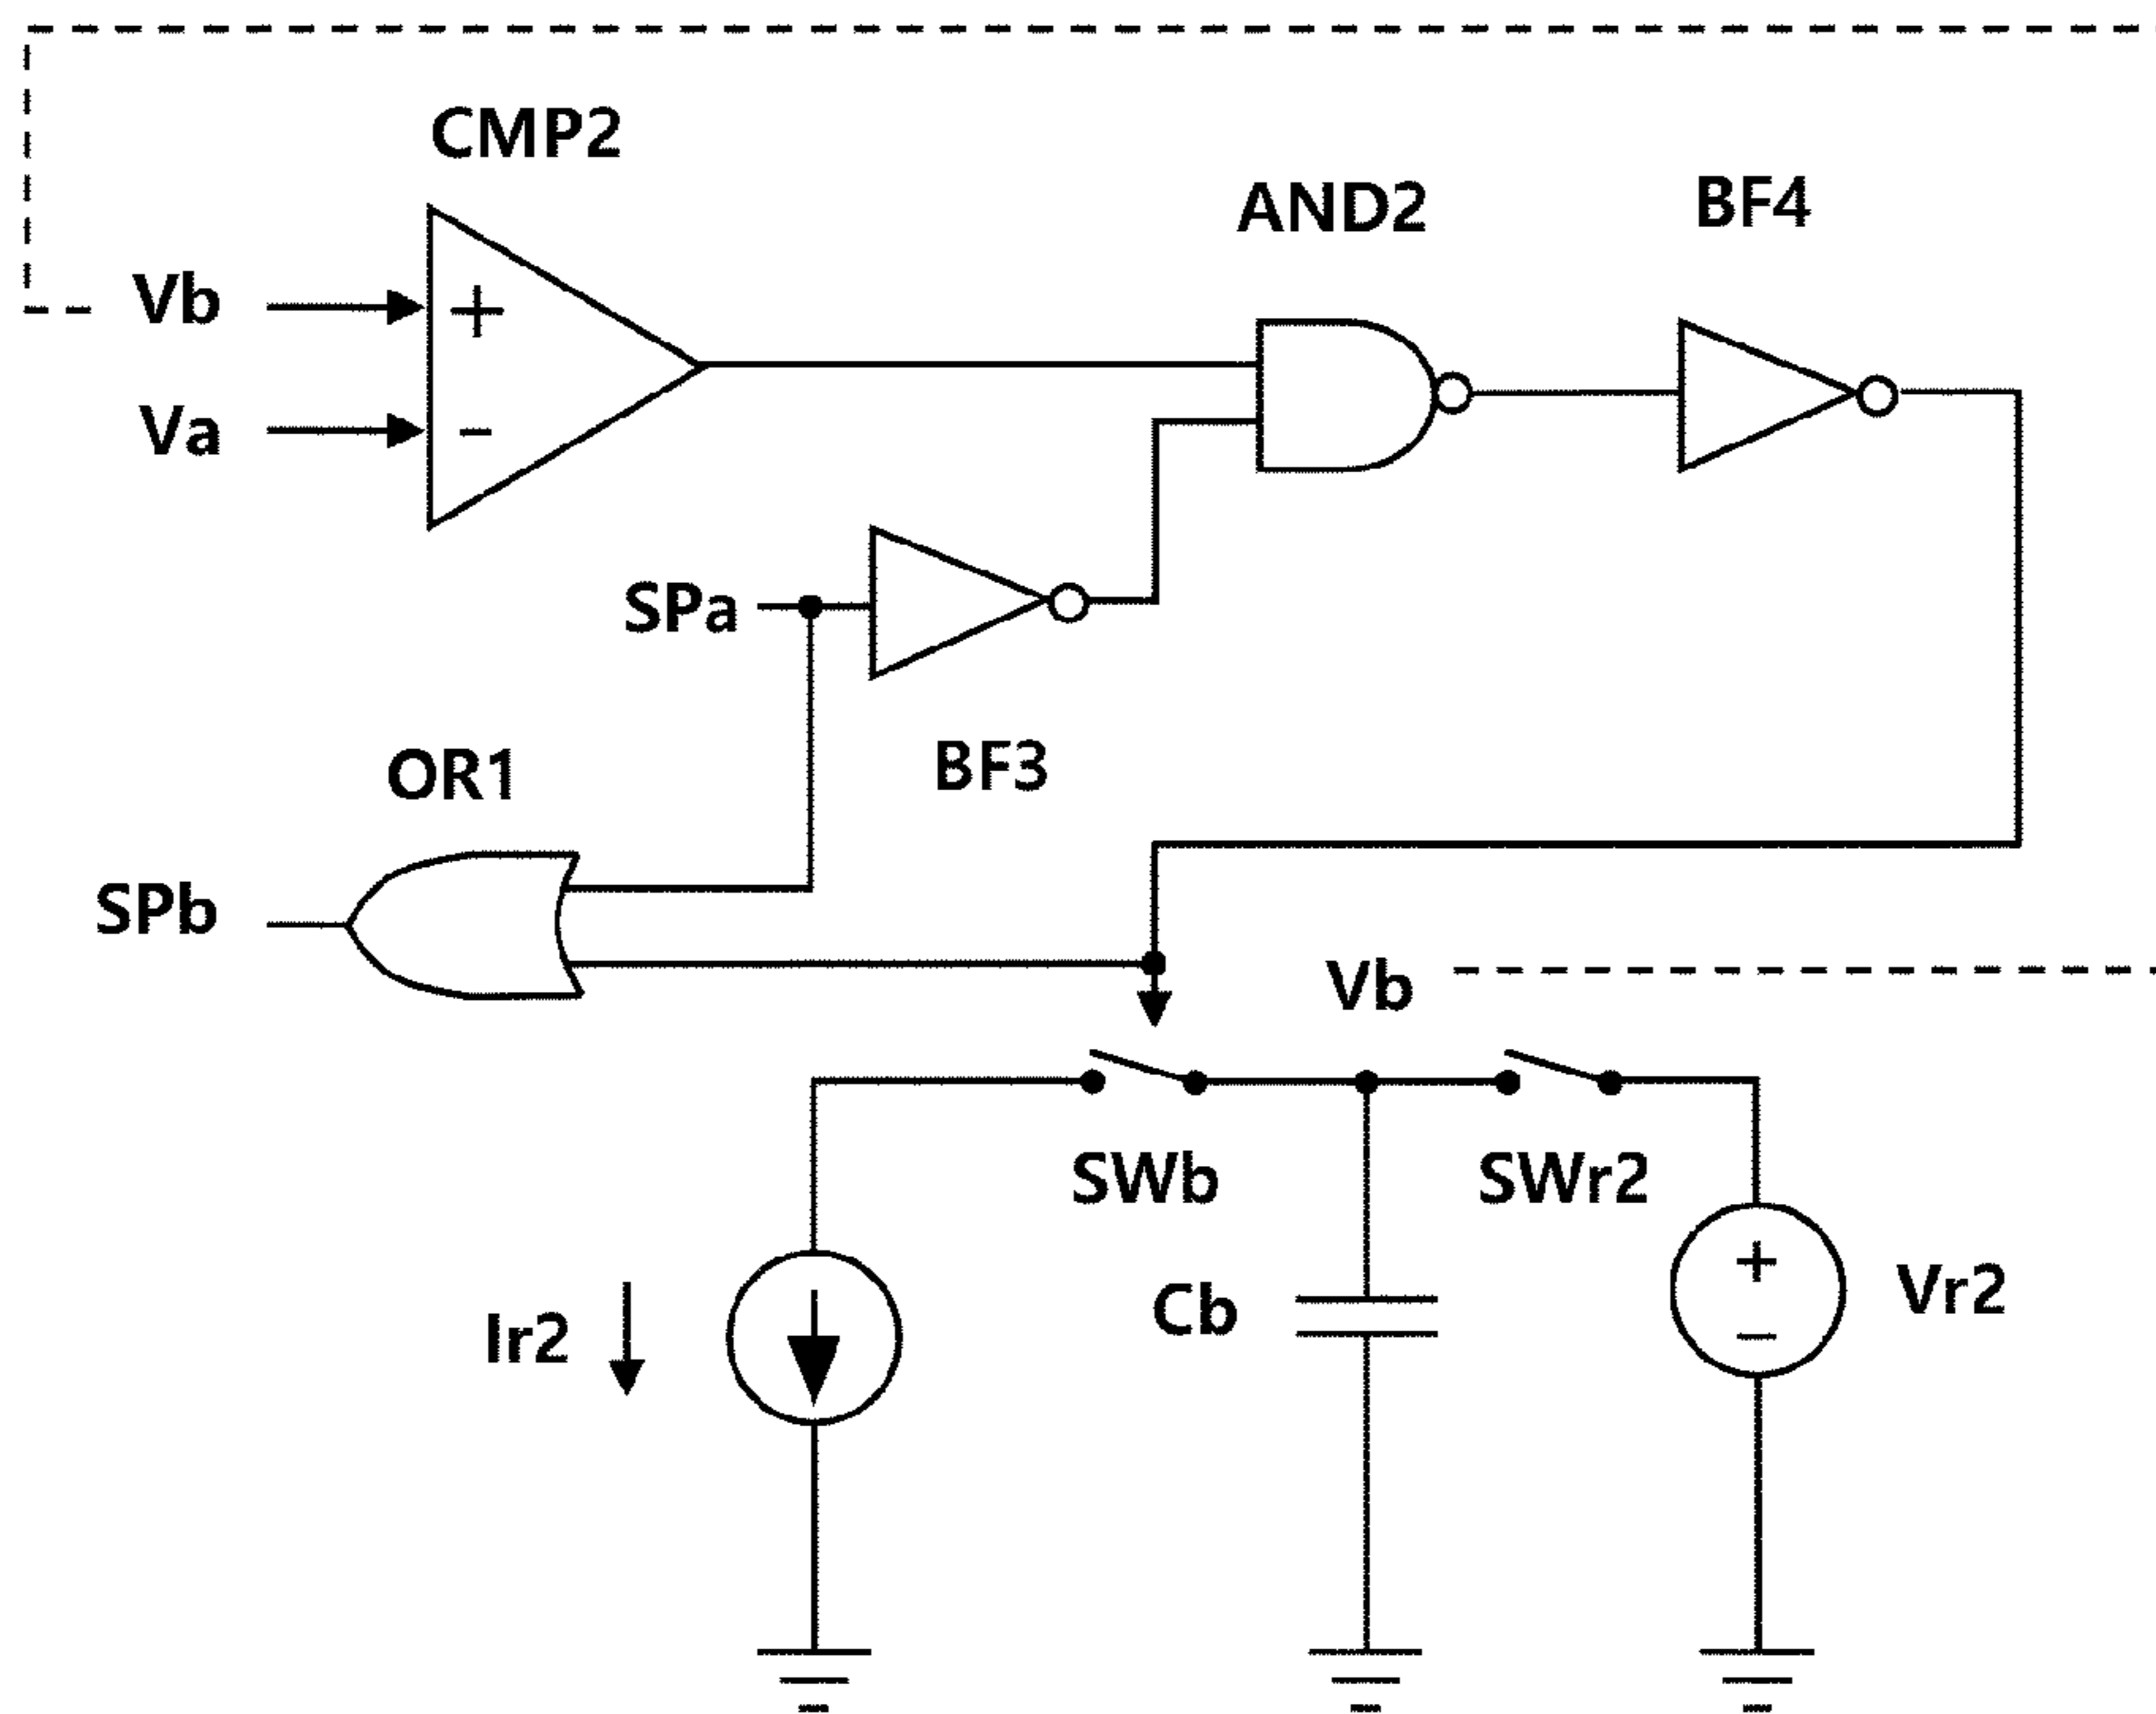 CMP2
AND2
BF4
Vb
+
Va
-
SPa
BF3
OR1
SPb
Vb
SWb
SWr2
Ir2
Cb
+
-
Vr2